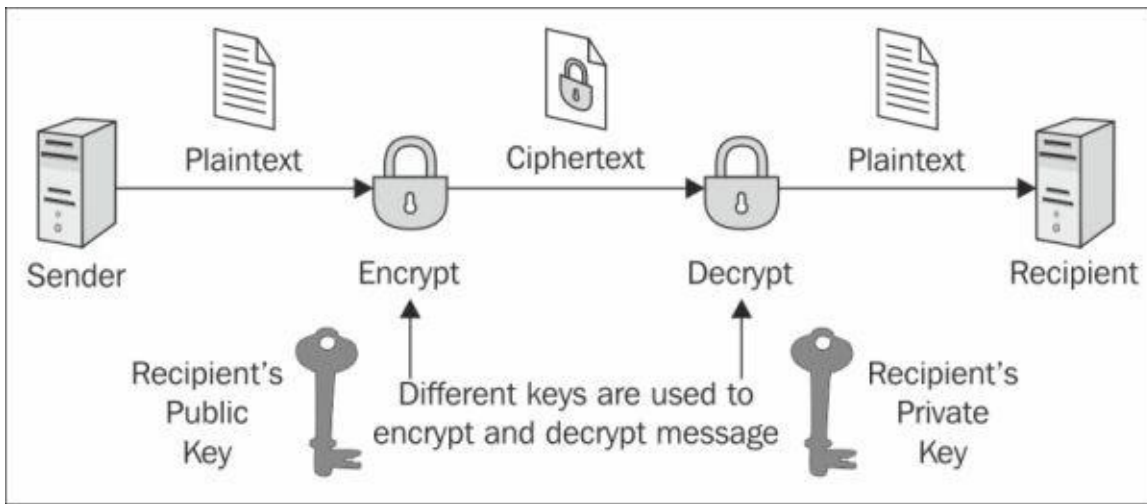 Plaintext
Ciphertext
Plaintext
Sender
Encrypt
Decrypt
Recipient
Recipient's
Public
Key
Different keys are used to
encrypt and decrypt message
Recipient's
Private
Key